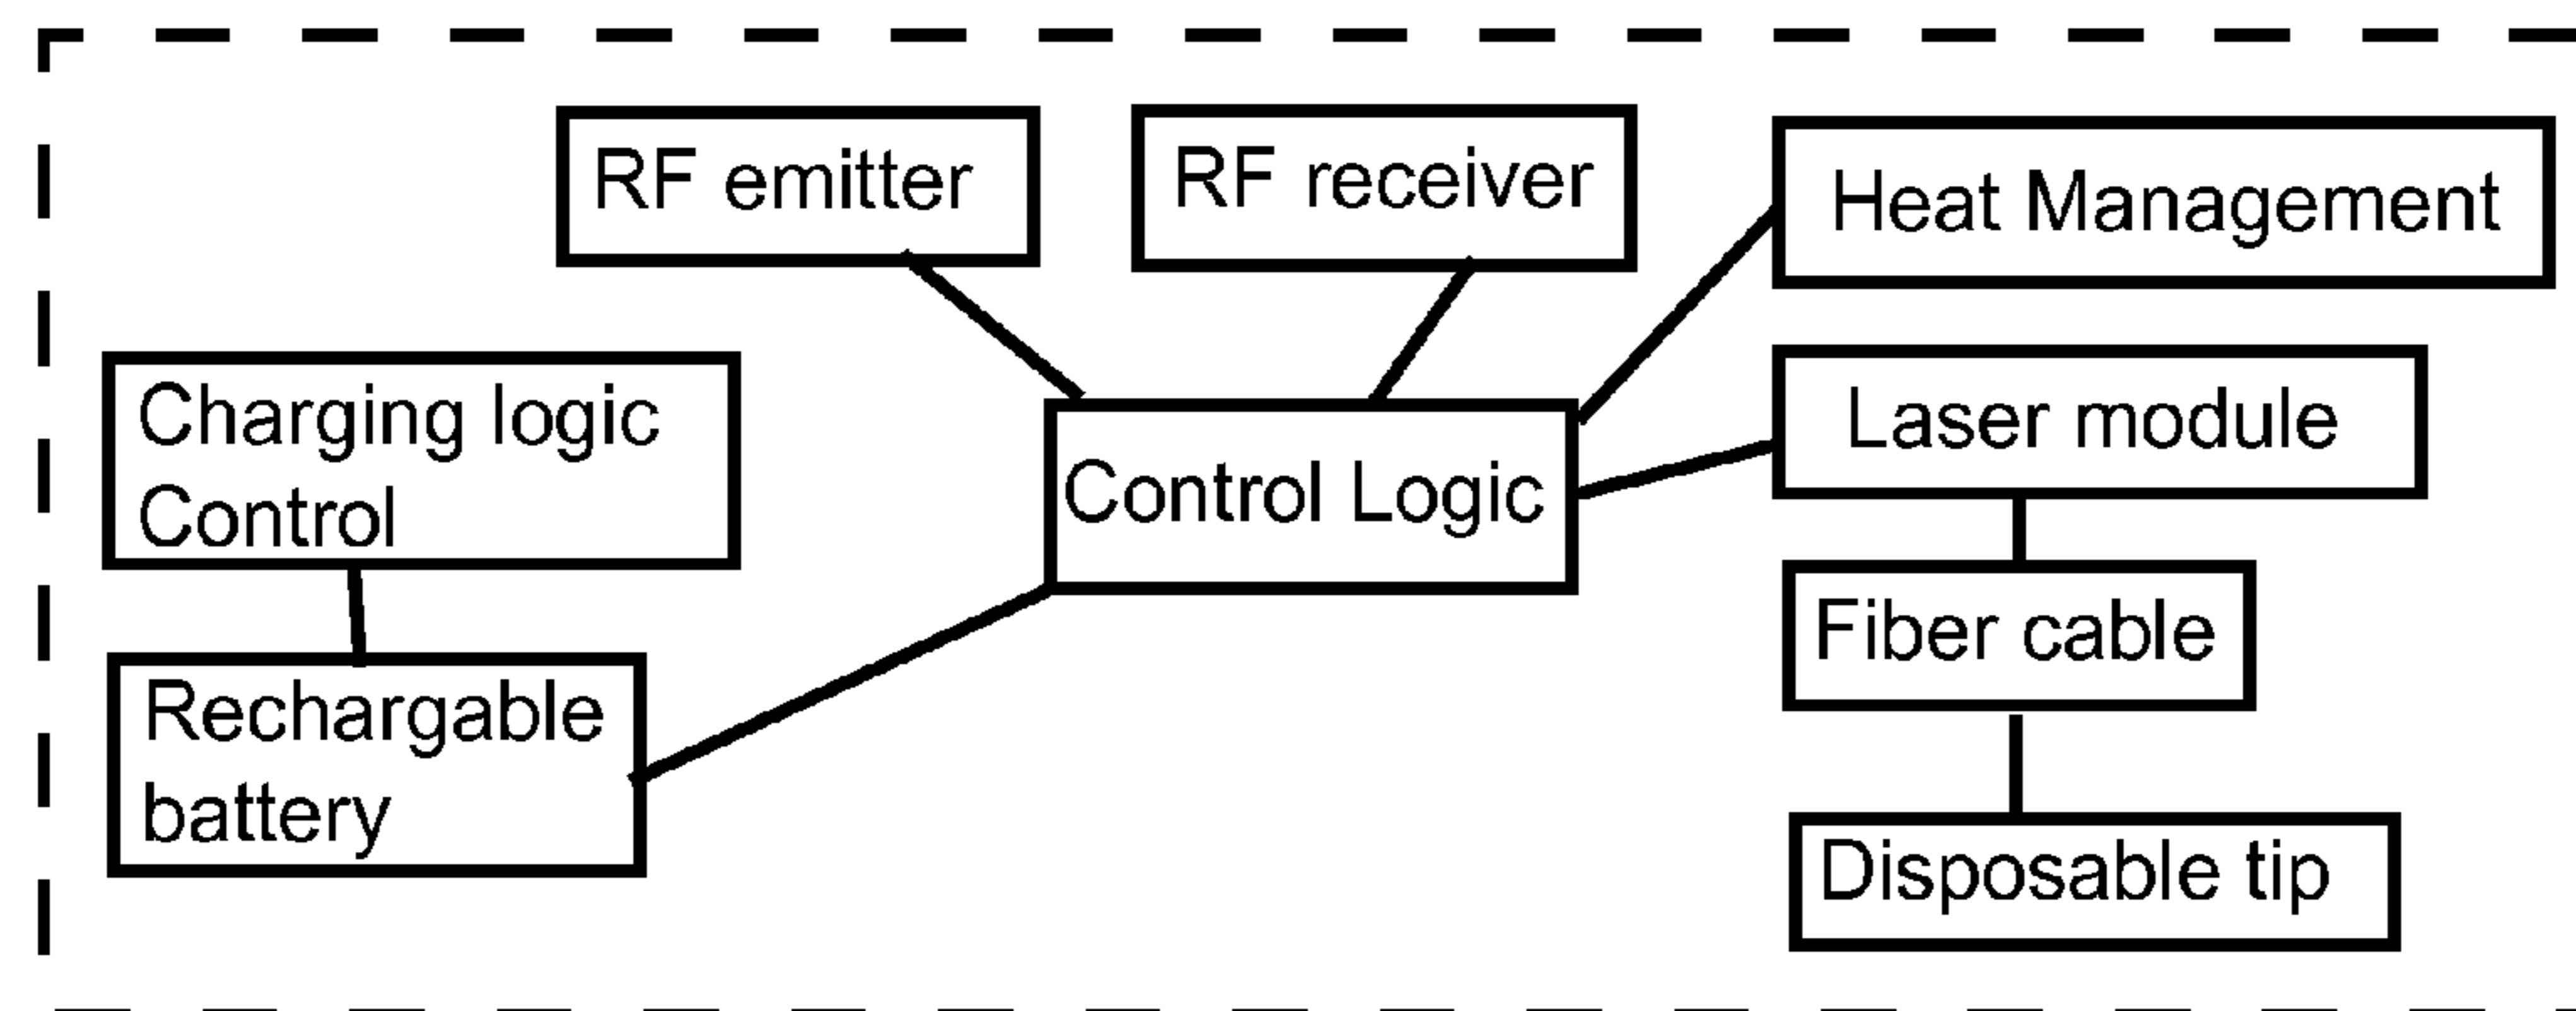 RF emitter
RF receiver
Heat Management
Charging logic
Control
Control Logic
Laser module
Rechargable
battery
Fiber cable
Disposable tip